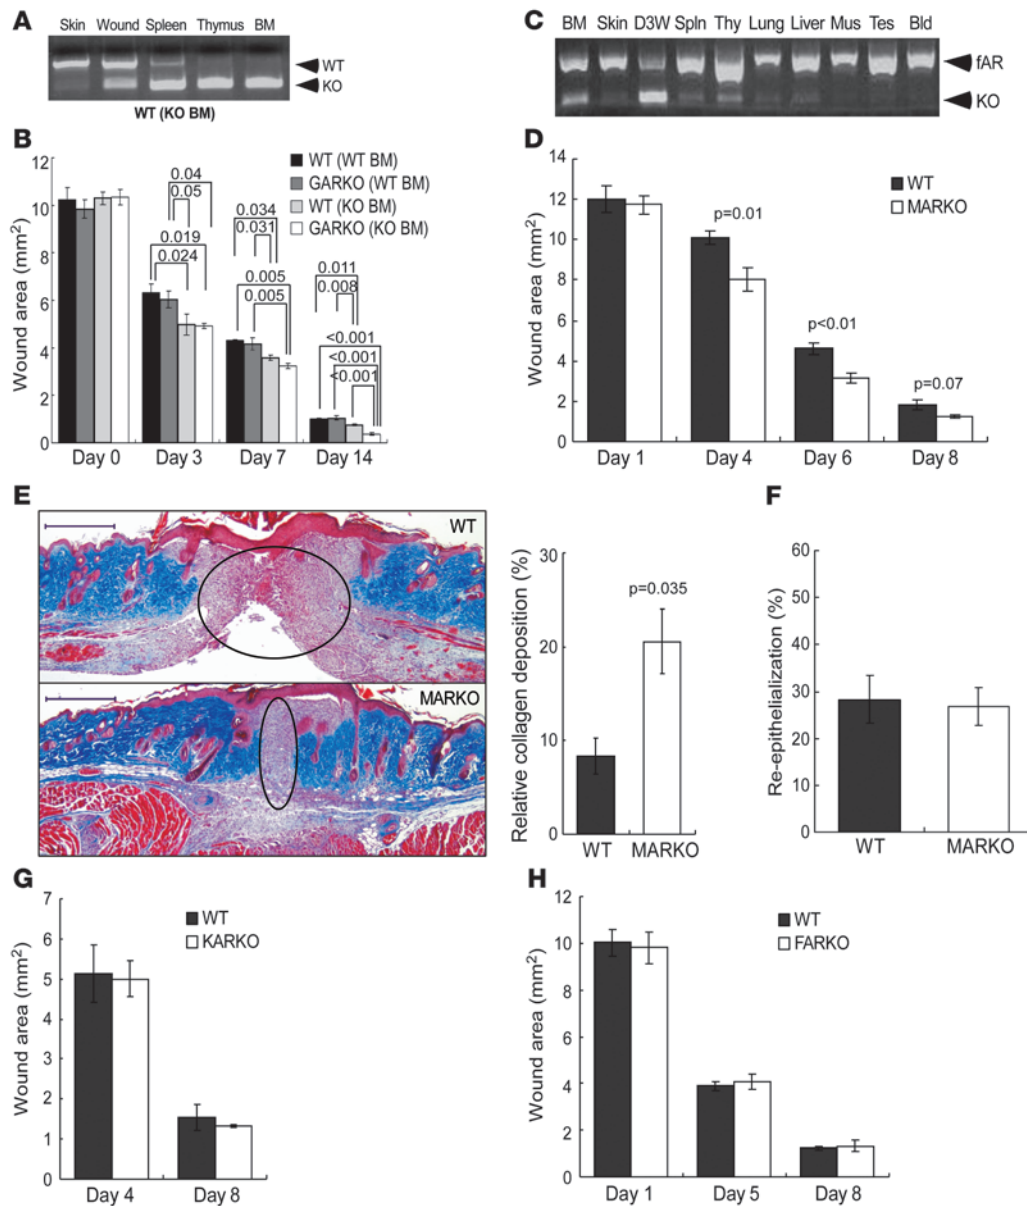 A
Skin Wound Spleen Thymus BM
WT
KO
WT (KO BM)
C
BM Skin D3W Spln Thy Lung Liver Mus Tes Bld
fAR
KO
B
Wound area (mm²)
12
10
8
6
4
2
0
WT (WT BM)
GARKO (WT BM)
WT (KO BM)
GARKO (KO BM)
0.04
0.05
0.019
0.024
0.034
0.031
0.005
0.005
0.011
0.008
<0.001
<0.001
<0.001
Day 0 Day 3 Day 7 Day 14
D
Wound area (mm²)
14
12
10
8
6
4
2
0
WT
MARKO
p=0.01
p<0.01
p=0.07
Day 1 Day 4 Day 6 Day 8
E
WT
MARKO
Relative collagen deposition (%)
30
20
10
0
p=0.035
WT MARKO
F
Re-epithelialization (%)
60
50
40
30
20
10
0
WT MARKO
G
Wound area (mm²)
7
6
5
4
3
2
1
0
WT
KARKO
Day 4 Day 8
H
Wound area (mm²)
12
10
8
6
4
2
0
WT
FARKO
Day 1 Day 5 Day 8